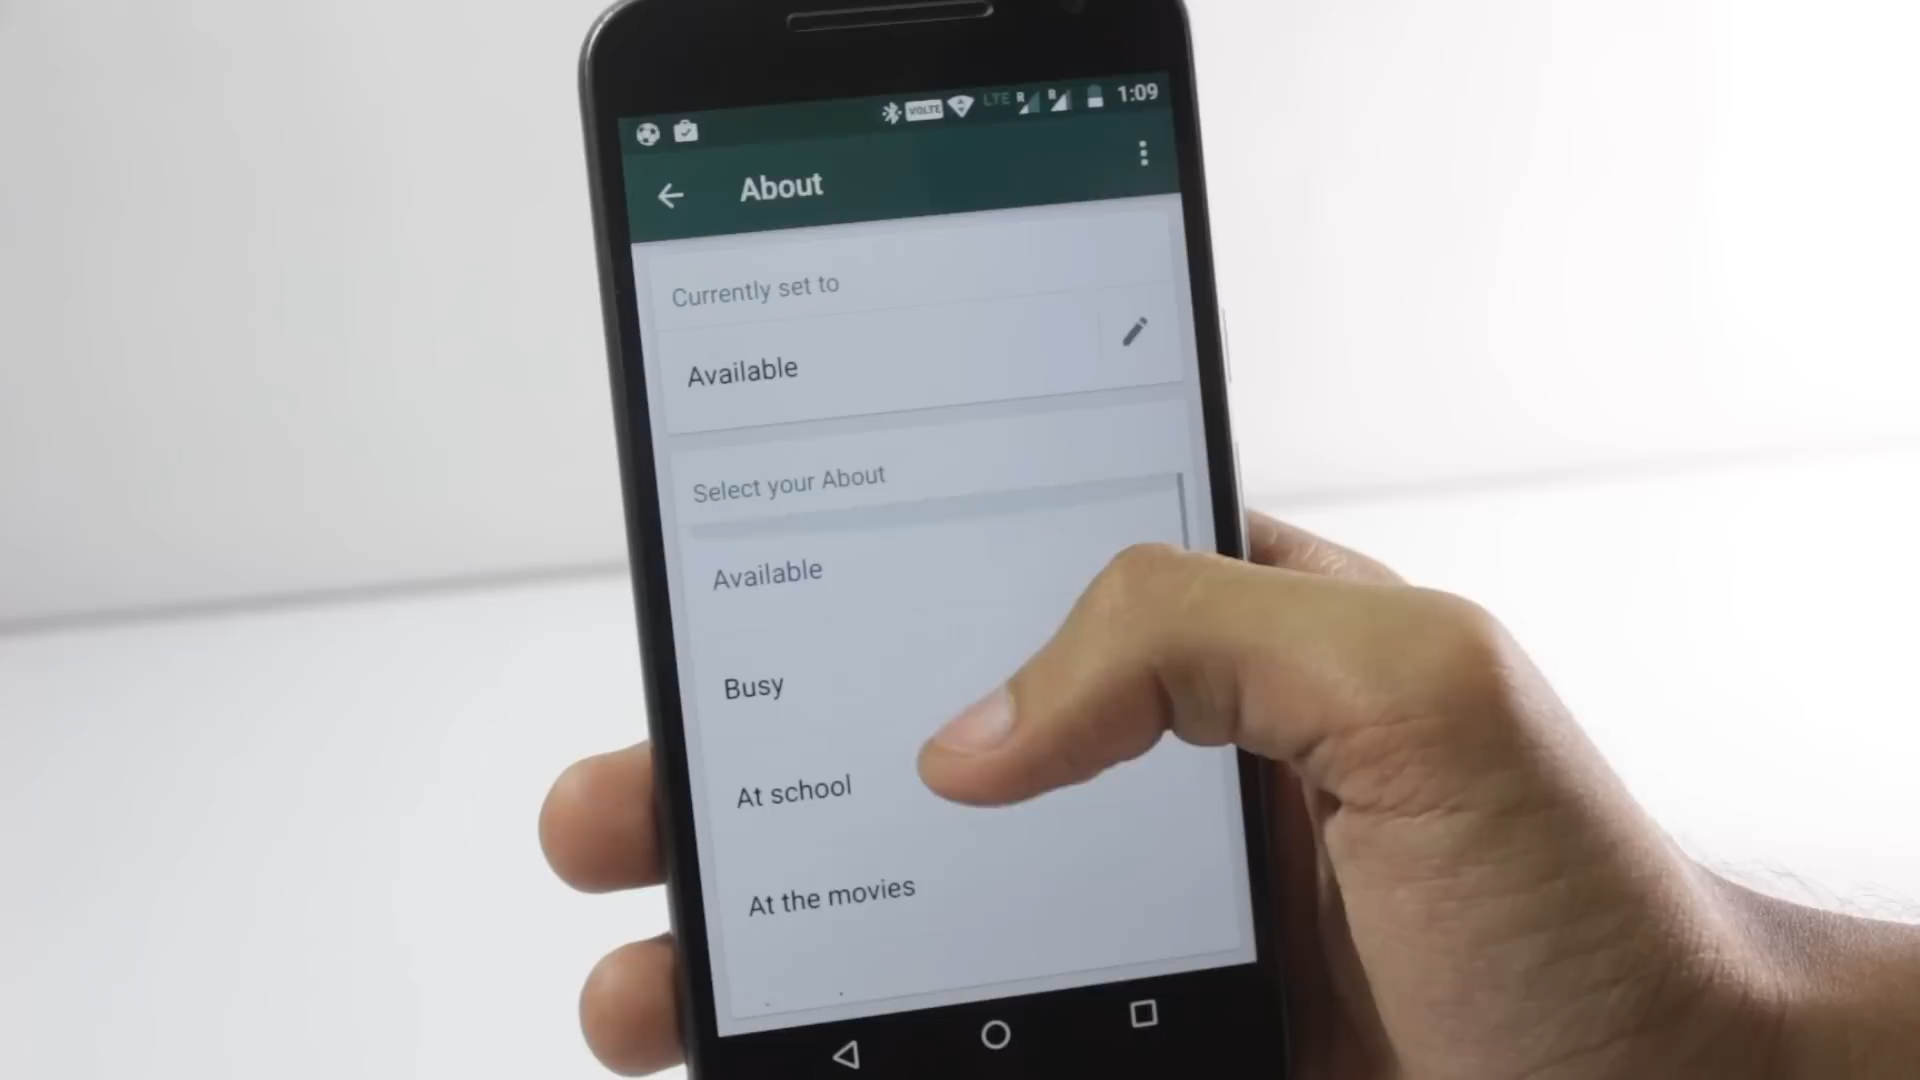 VOLTE LTE R R 1:09
About
Currently set to
Available
Select your About
Available
Busy
At school
At the movies